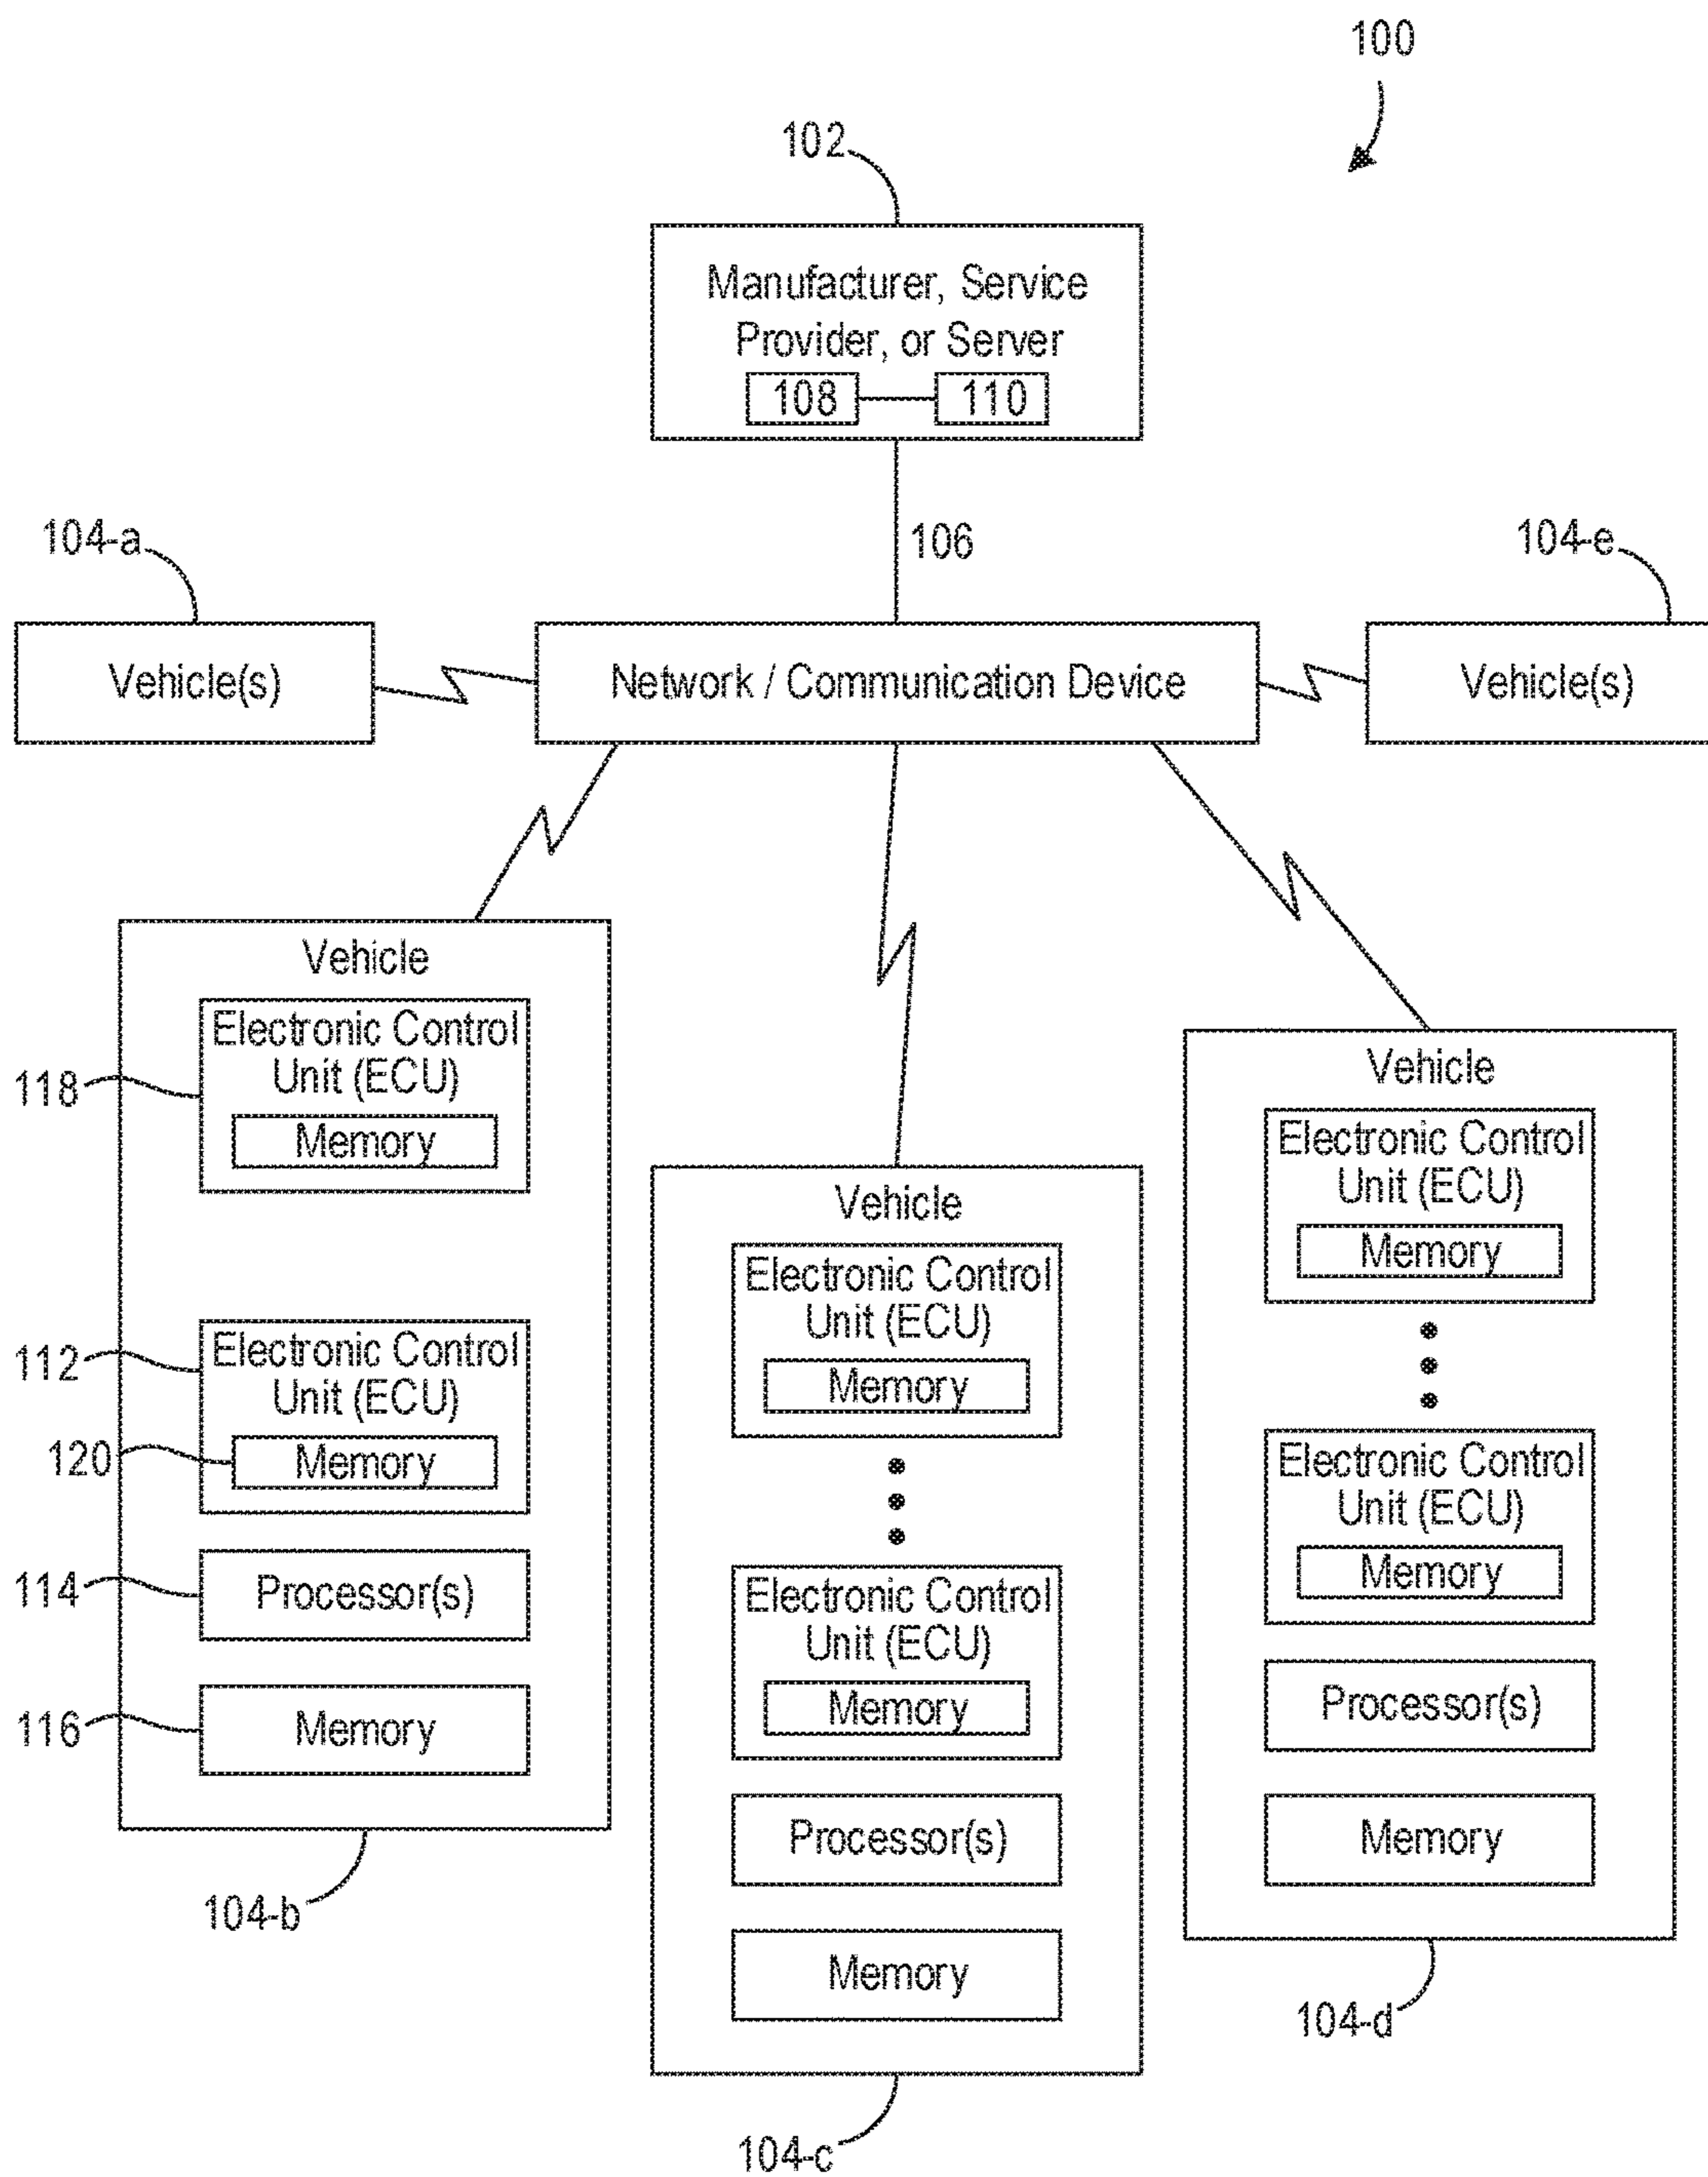 100
102
Manufacturer, Service
Provider, or Server
108
110
106
104-a
104-e
Vehicle(s)
Network / Communication Device
Vehicle(s)
Vehicle
Electronic Control
Unit (ECU)
Memory
118
Electronic Control
Unit (ECU)
Memory
112
120
Processor(s)
114
Memory
116
104-b
Vehicle
Electronic Control
Unit (ECU)
Memory
Electronic Control
Unit (ECU)
Memory
Processor(s)
Memory
104-c
Vehicle
Electronic Control
Unit (ECU)
Memory
Electronic Control
Unit (ECU)
Memory
Processor(s)
Memory
104-d